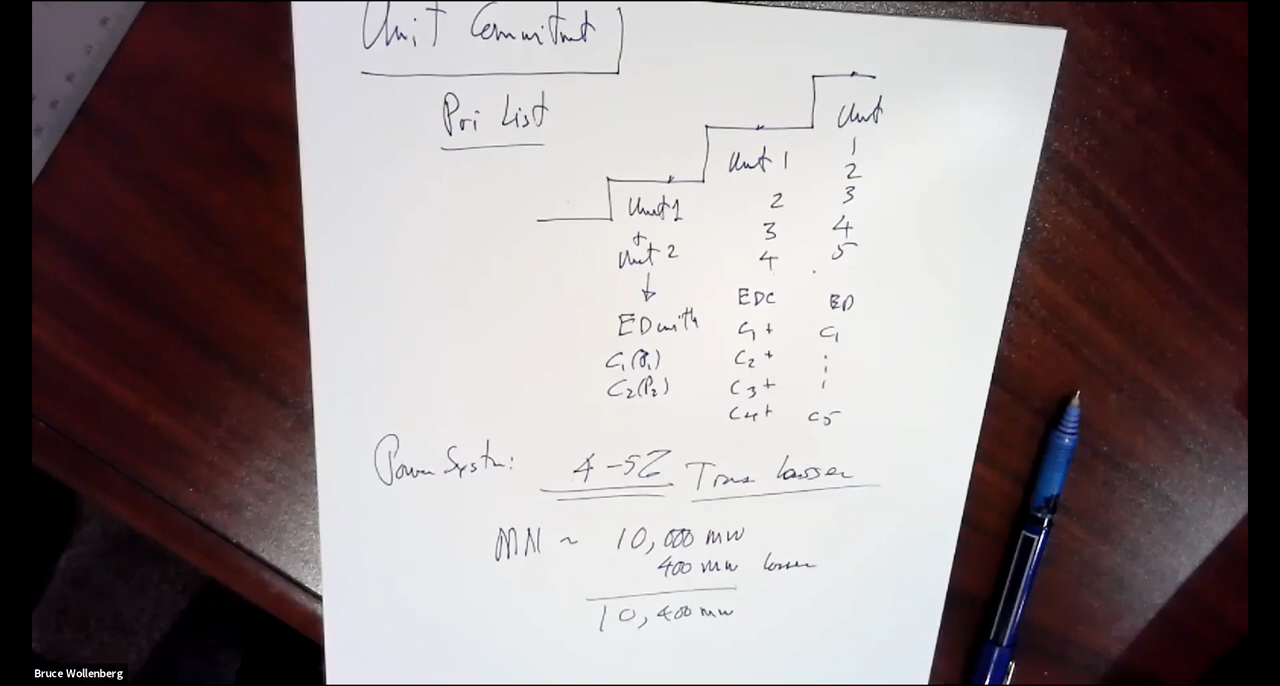 Unit Commitmt
Pri List
Unit
1
2
3
4
5
ED
C1
C5
Unit 1
2
3
4
EDC
C1 +
C2 +
C3 +
C4 +
Unit 1
+
Unit 2
ED with
C1(P1)
C2(P2)
Power System: 4-5% Trans Losses
MN ~ 10,000 MW
400 MW losses
10,400 MW
Bruce Wollenberg